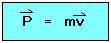 P⃗ = mv⃗